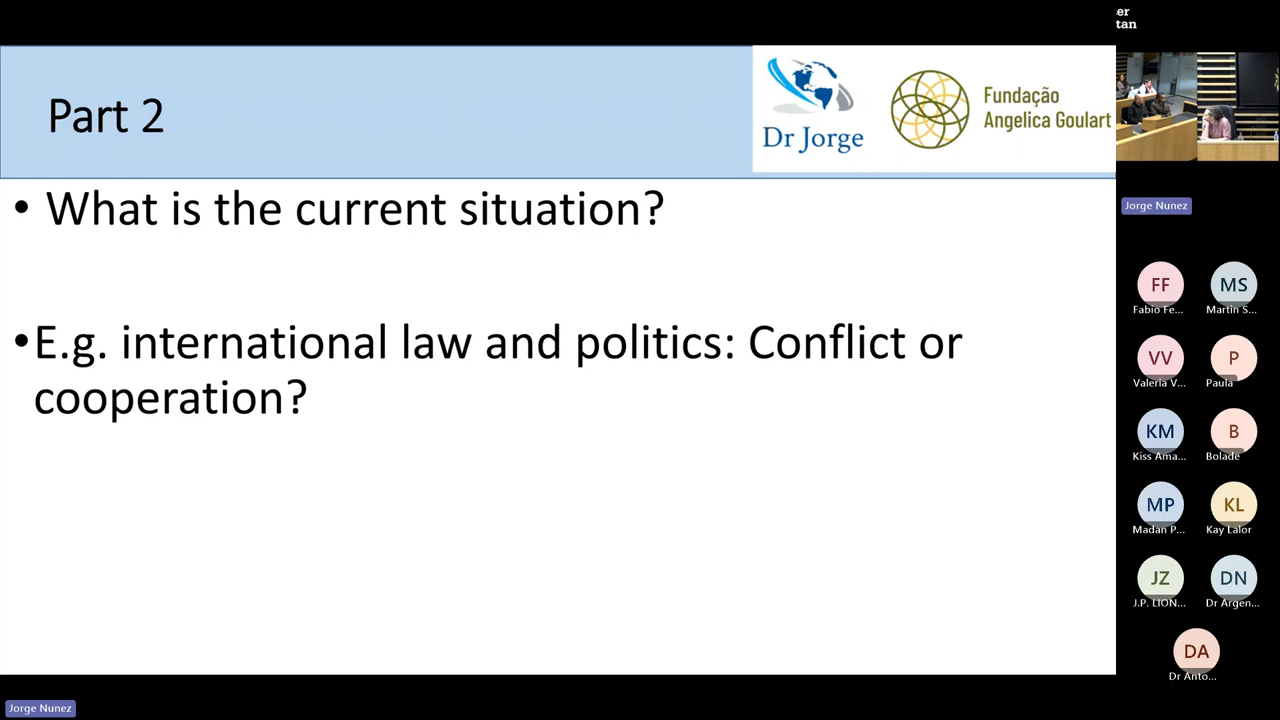 er
tan
Part 2
Dr Jorge
Fundação
Angelica Goulart
• What is the current situation?
• E.g. international law and politics: Conflict or
cooperation?
Jorge Nunez
FF
Fabio Fe...
MS
Martin S...
VV
Valeria V...
P
Paula
KM
Kiss Ama...
B
Bolade
MP
Madan P...
KL
Kay Lalor
JZ
J.P. LION...
DN
Dr Argen...
DA
Dr Anto...
Jorge Nunez